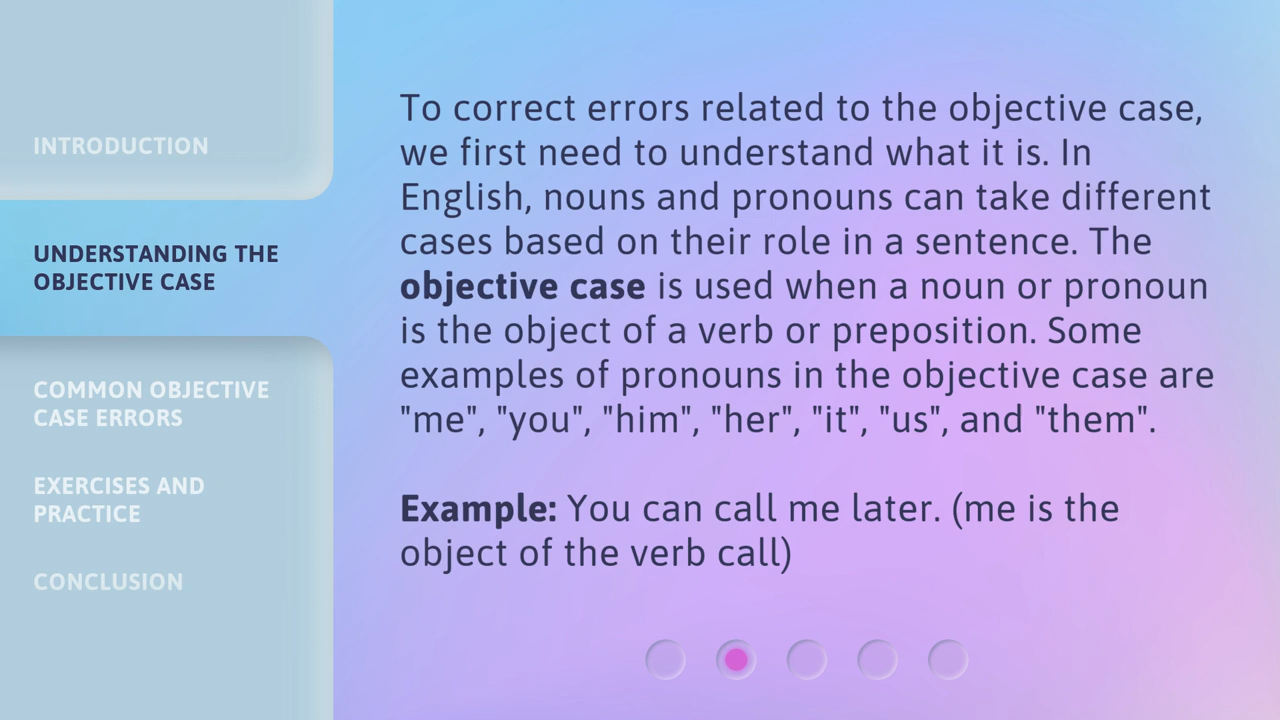 INTRODUCTION
UNDERSTANDING THE
OBJECTIVE CASE
COMMON OBJECTIVE
CASE ERRORS
EXERCISES AND
PRACTICE
CONCLUSION
To correct errors related to the objective case,
we first need to understand what it is. In
English, nouns and pronouns can take different
cases based on their role in a sentence. The
objective case is used when a noun or pronoun
is the object of a verb or preposition. Some
examples of pronouns in the objective case are
"me", "you", "him", "her", "it", "us", and "them".
Example: You can call me later. (me is the
object of the verb call)